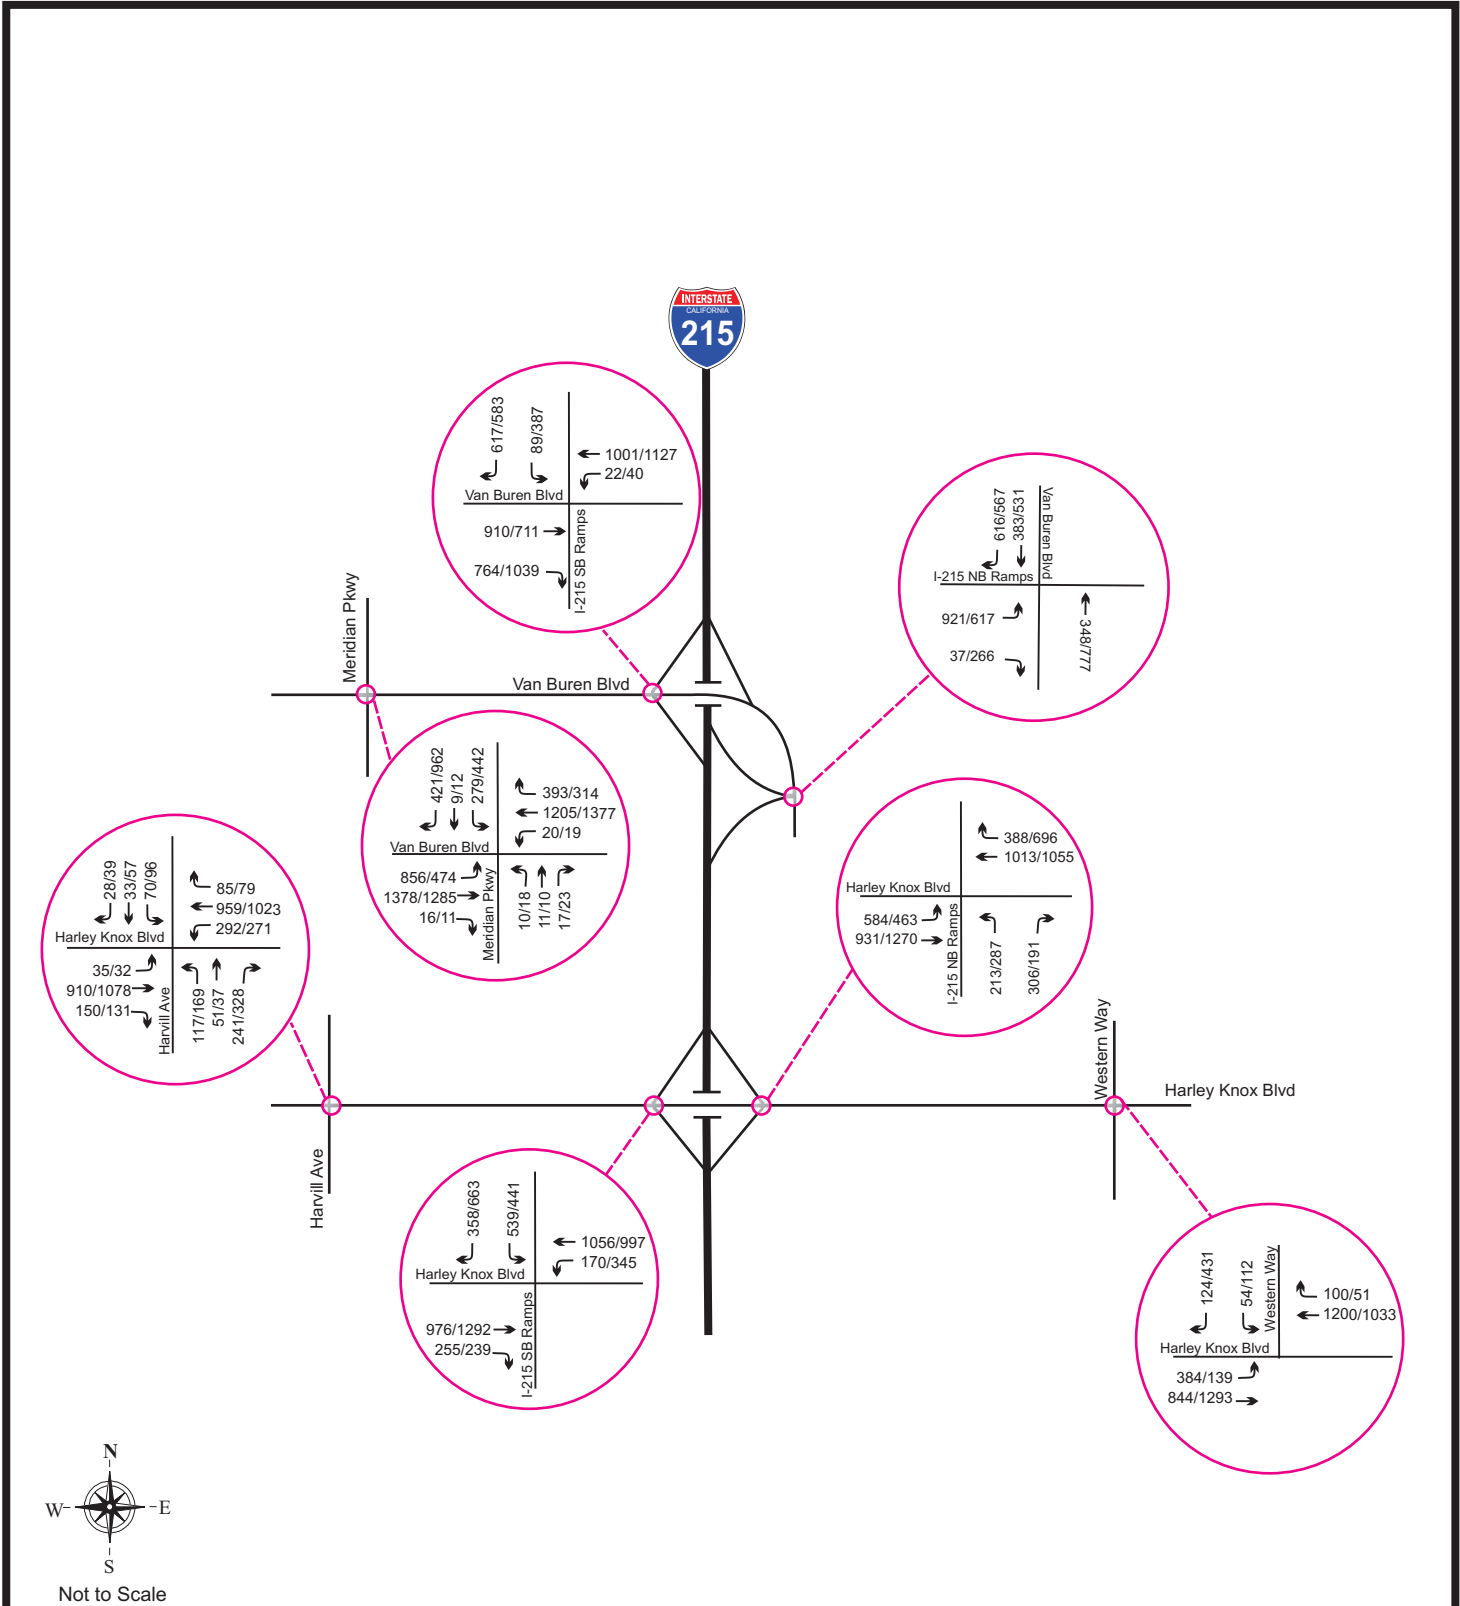 INTERSTATE
CALIFORNIA
215
617/583
89/387
1001/1127
22/40
Van Buren Blvd
910/711
764/1039
I-215 SB Ramps
616/567
383/531
Van Buren Blvd
I-215 NB Ramps
921/617
37/266
348/777
Meridian Pkwy
Van Buren Blvd
421/962
9/12
279/442
393/314
1205/1377
20/19
Van Buren Blvd
856/474
1378/1285
16/11
Meridian Pkwy
10/18
11/10
17/23
388/696
1013/1055
Harley Knox Blvd
584/463
931/1270
I-215 NB Ramps
213/287
306/191
28/39
33/57
70/96
85/79
959/1023
292/271
Harley Knox Blvd
35/32
910/1078
150/131
Harvill Ave
117/169
51/37
241/328
Western Way
Harley Knox Blvd
Harvill Ave
358/663
539/441
1056/997
170/345
Harley Knox Blvd
976/1292
255/239
I-215 SB Ramps
124/431
54/112
Western Way
100/51
1200/1033
Harley Knox Blvd
384/139
844/1293
N
W
E
S
Not to Scale